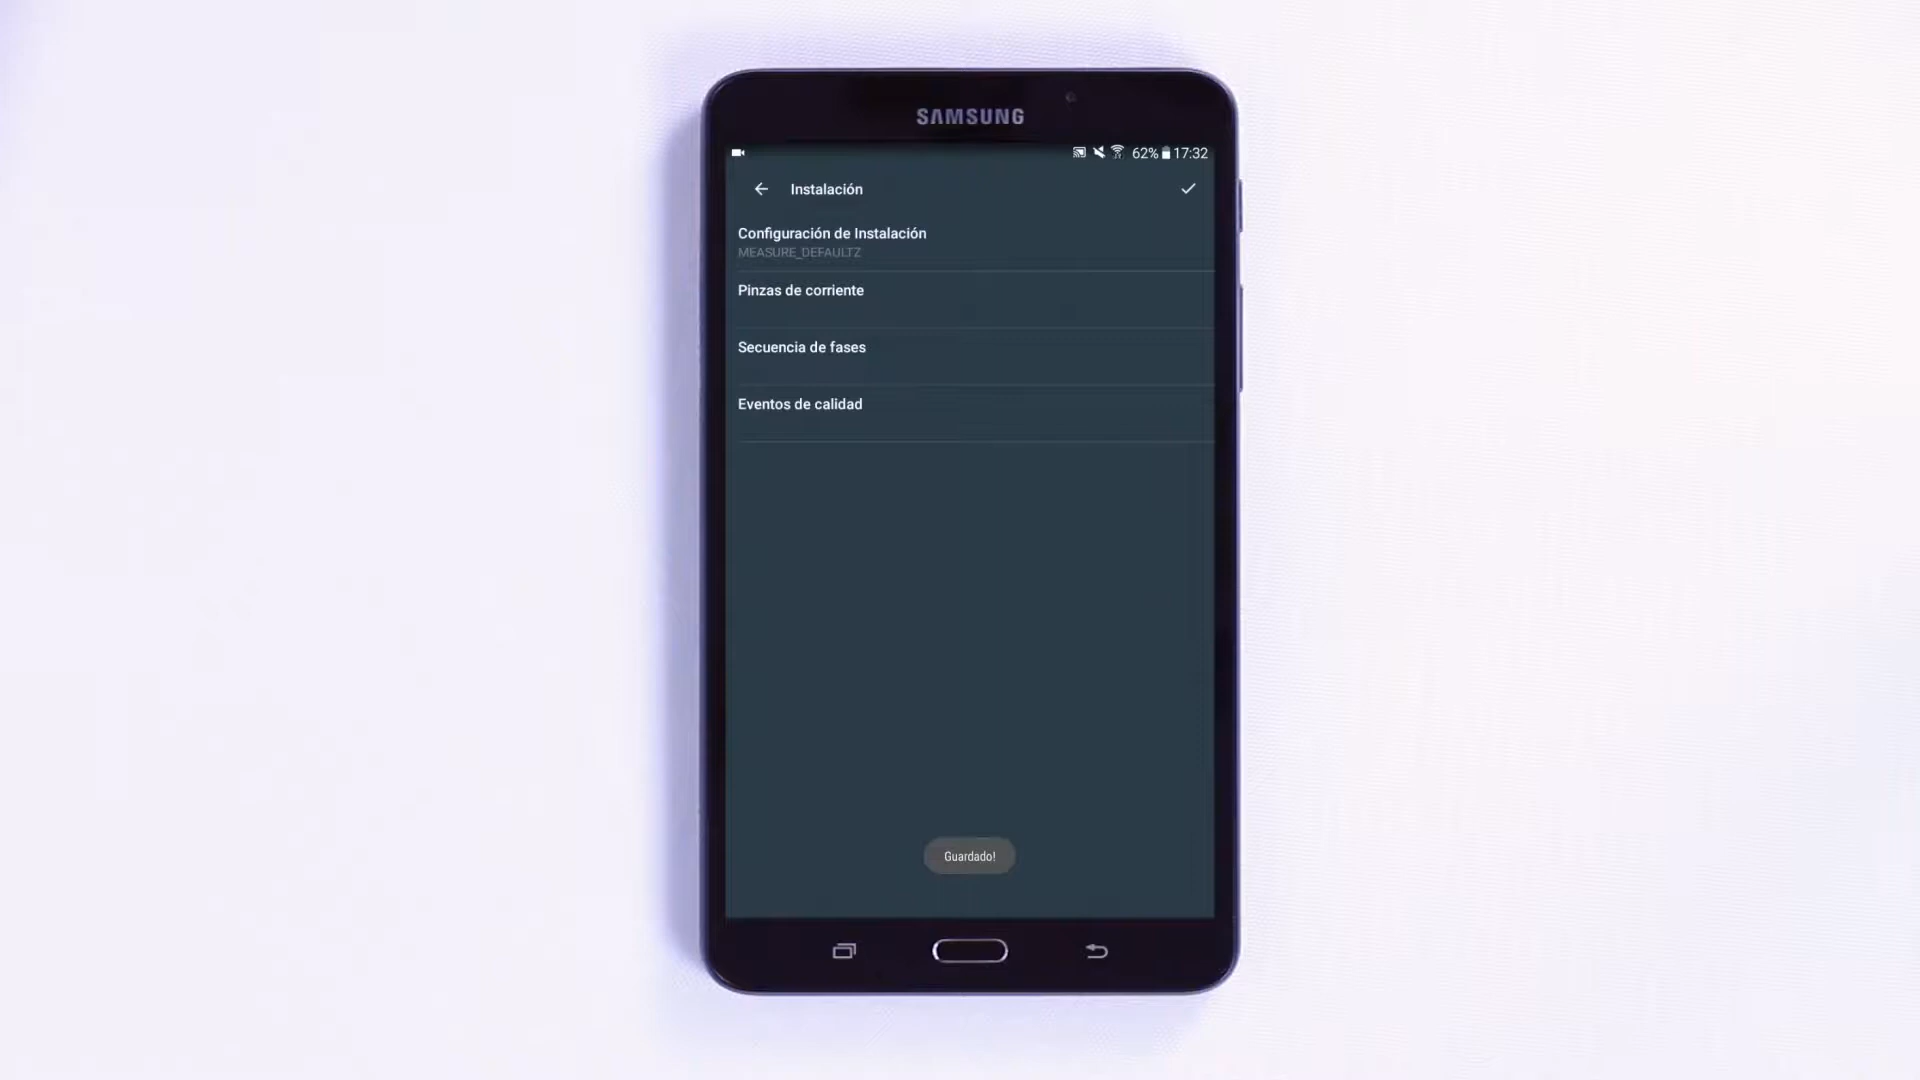 SAMSUNG
62% 17:32
Instalación
Configuración de Instalación
MEASURE_DEFAULTZ
Pinzas de corriente
Secuencia de fases
Eventos de calidad
Guardado!